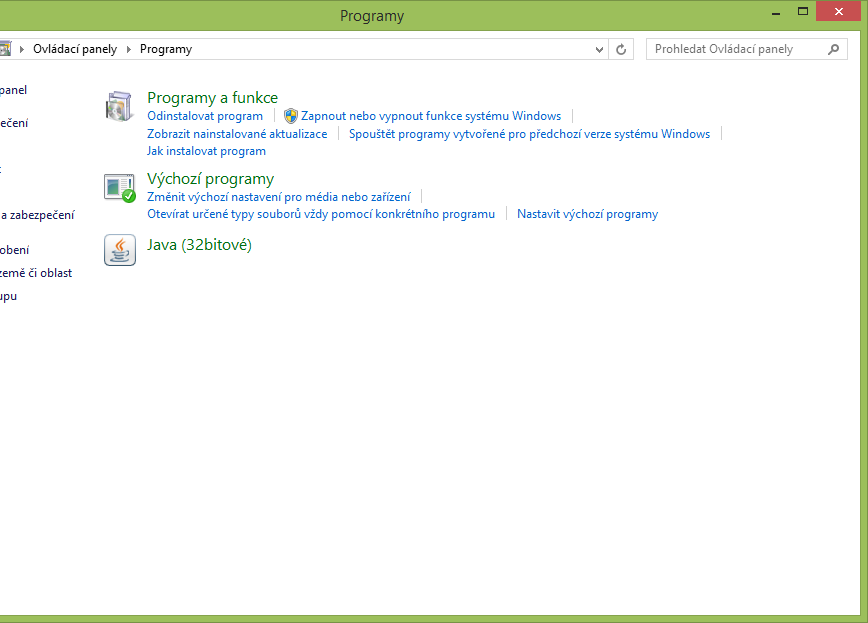 Programy
Ovládací panely Programy
Prohledat Ovládací panely
panel
ečení
a zabezpečení
obení
země či oblast
upu
Programy a funkce
Odinstalovat program Zapnout nebo vypnout funkce systému Windows
Zobrazit nainstalované aktualizace Spouštět programy vytvořené pro předchozí verze systému Windows
Jak instalovat program
Výchozí programy
Změnit výchozí nastavení pro média nebo zařízení
Otevírat určené typy souborů vždy pomocí konkrétního programu Nastavit výchozí programy
Java (32bitové)